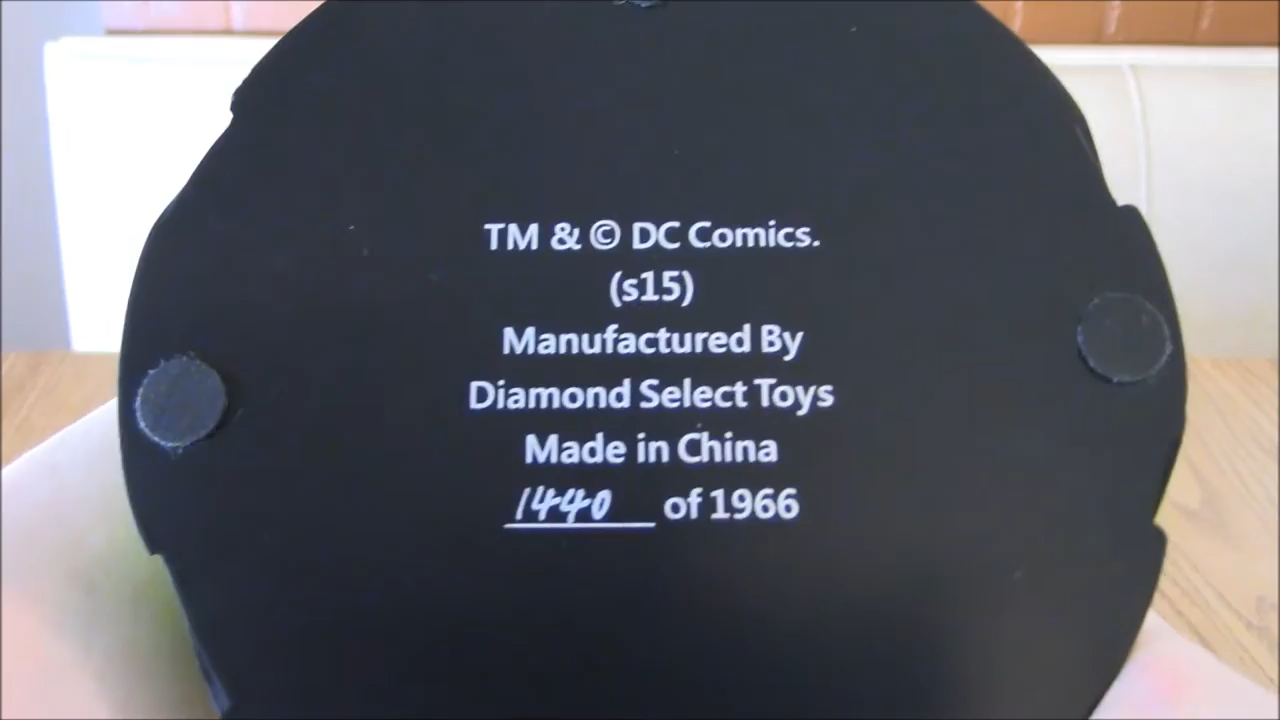 TM & © DC Comics.
(s15)
Manufactured By
Diamond Select Toys
Made in China
1440 of 1966